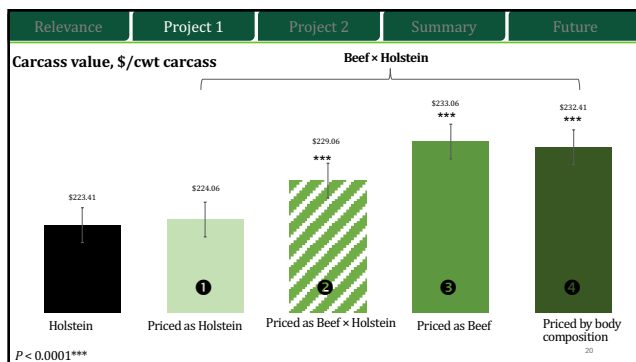 Relevance Project 1 Project 2 Summary Future
Carcass value, $/cwt carcass
Beef × Holstein
$223.41
$224.06
$229.06
***
$233.06
***
$232.41
***
❶
❷
❸
❹
Holstein
Priced as Holstein
Priced as Beef × Holstein
Priced as Beef
Priced by body
composition
P < 0.0001***
20